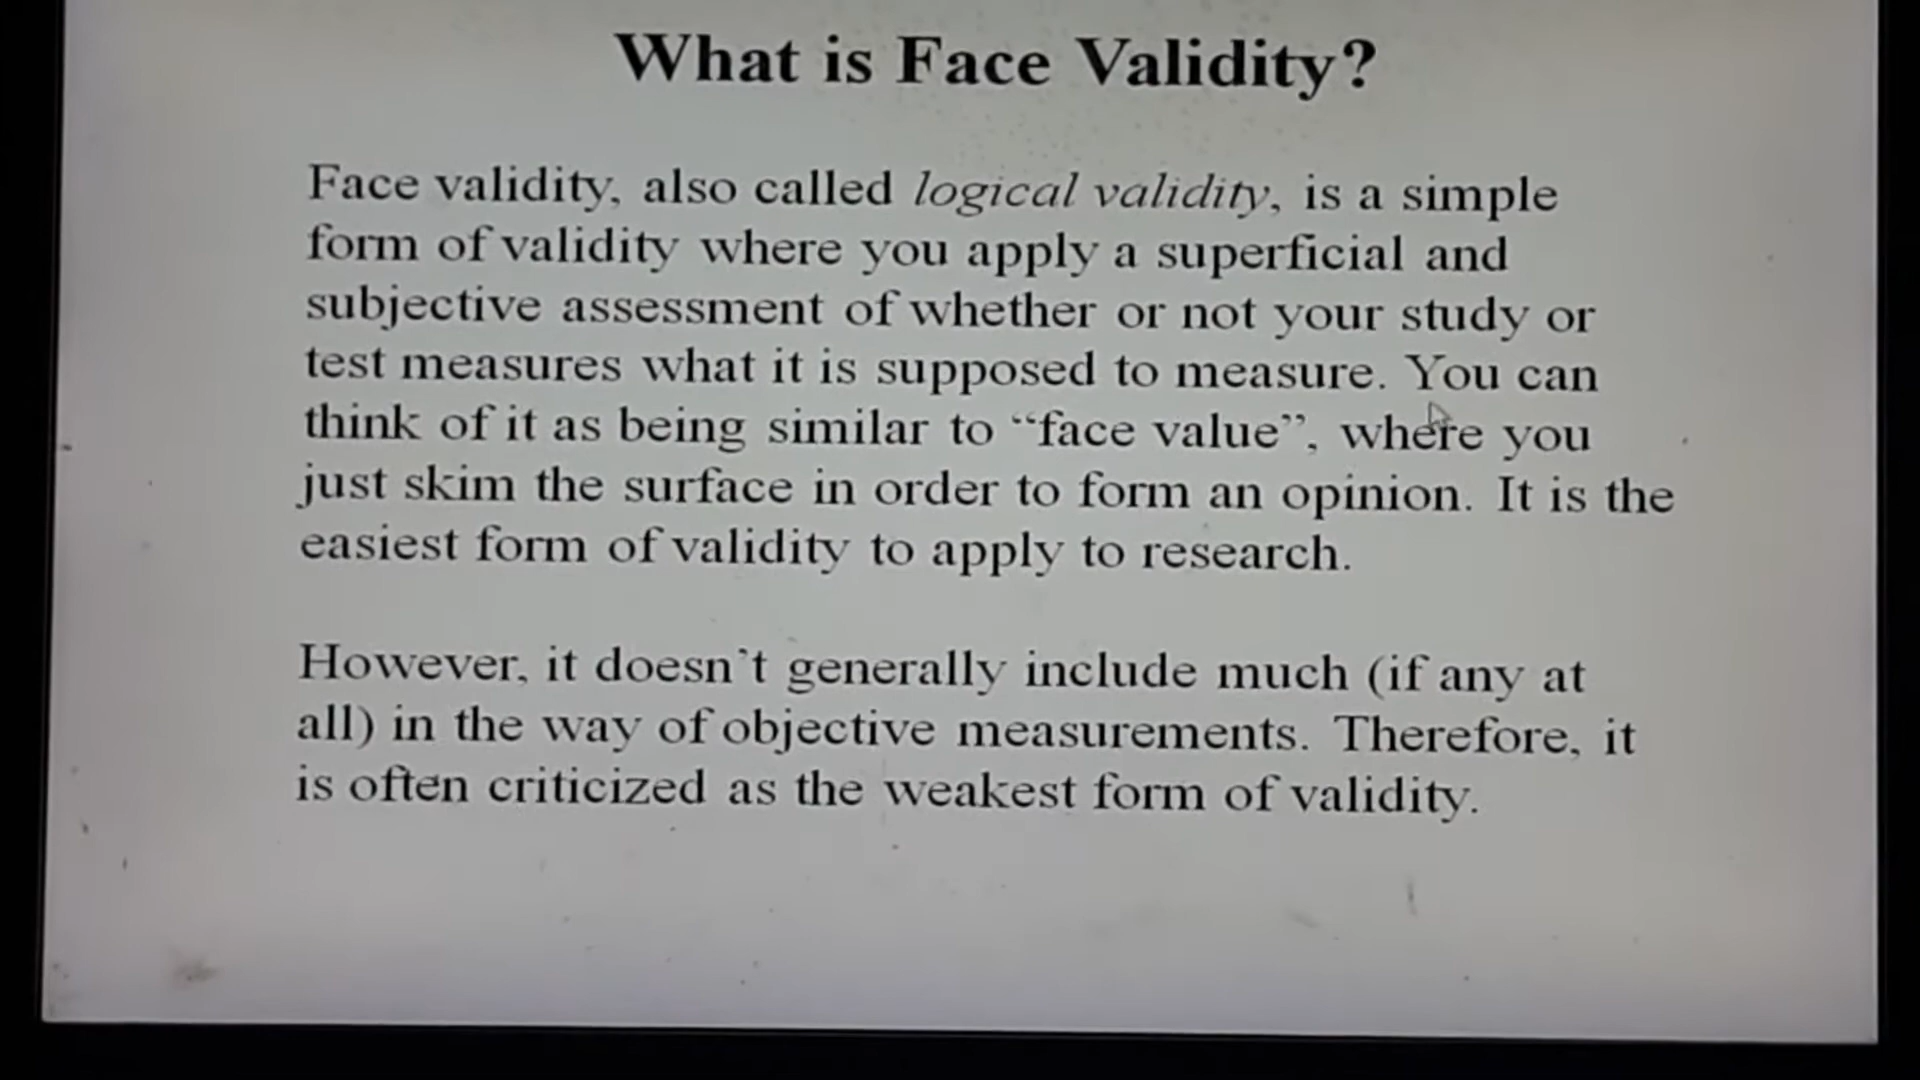 What is Face Validity?
Face validity, also called logical validity, is a simple
form of validity where you apply a superficial and
subjective assessment of whether or not your study or
test measures what it is supposed to measure. You can
think of it as being similar to “face value”, where you
just skim the surface in order to form an opinion. It is the
easiest form of validity to apply to research.
However, it doesn`t generally include much (if any at
all) in the way of objective measurements. Therefore, it
is often criticized as the weakest form of validity.